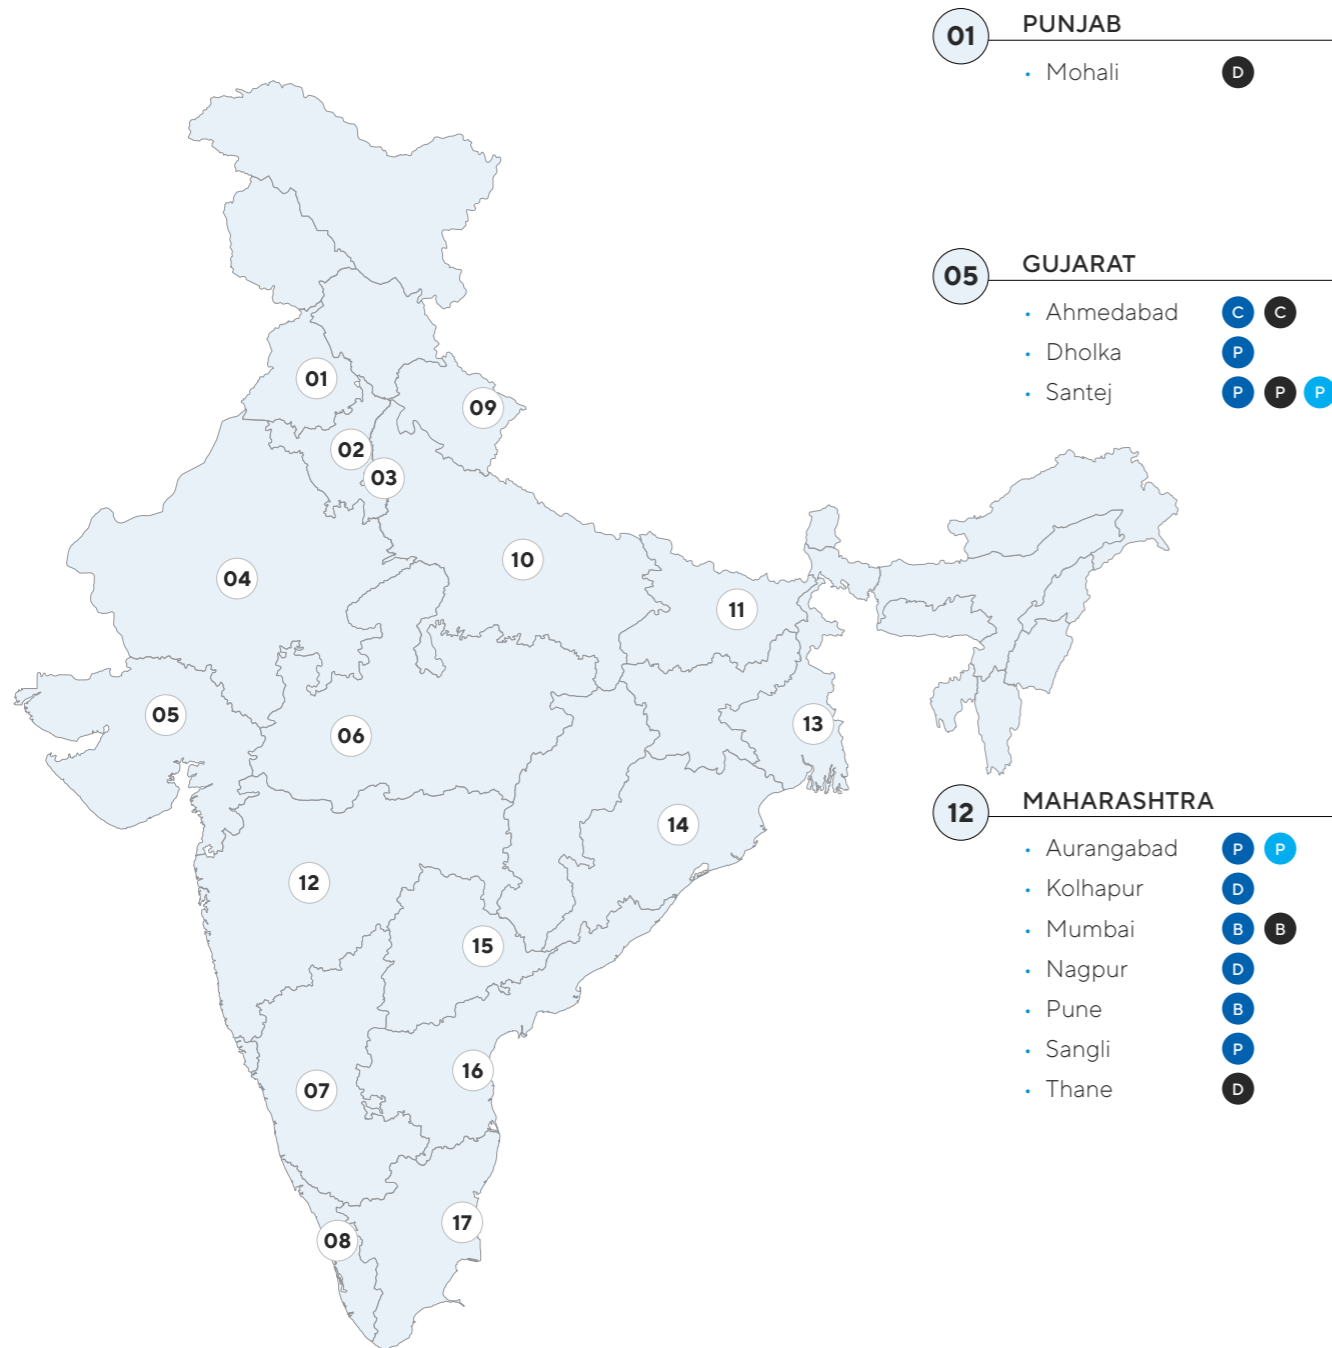 01 PUNJAB
• Mohali D
05 GUJARAT
• Ahmedabad C C
• Dholka P
• Santej P P P
12 MAHARASHTRA
• Aurangabad P P
• Kolhapur D
• Mumbai B B
• Nagpur D
• Pune B
• Sangli P
• Thane D
01
09
02
03
10
04
11
05
06
13
14
12
15
16
07
17
08